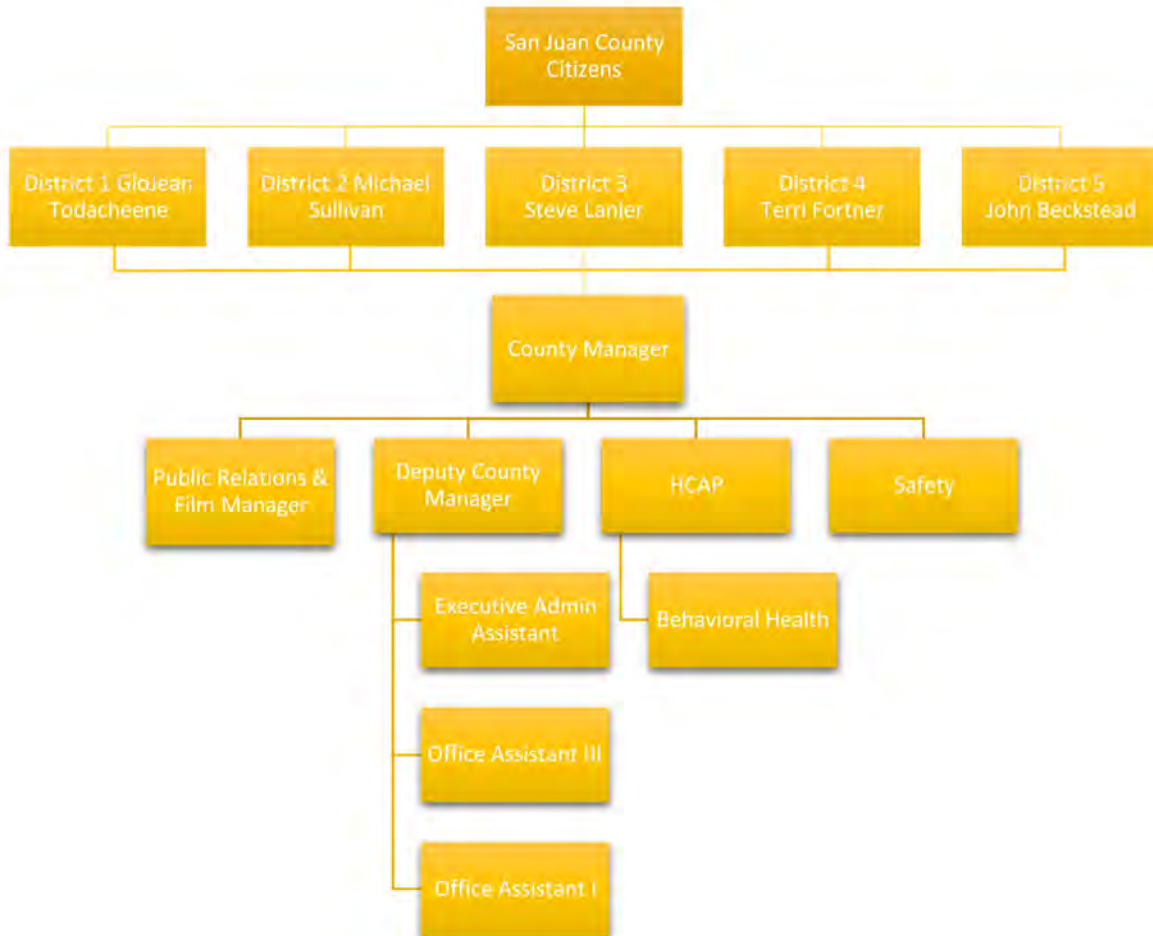 San Juan County
Citizens
District 1 GloJean
Todacheene
District 2 Michael
Sullivan
District 3
Steve Lanier
District 4
Terri Fortner
District 5
John Beckstead
County Manager
Public Relations &
Film Manager
Deputy County
Manager
HCAP
Safety
Executive Admin
Assistant
Behavioral Health
Office Assistant III
Office Assistant I